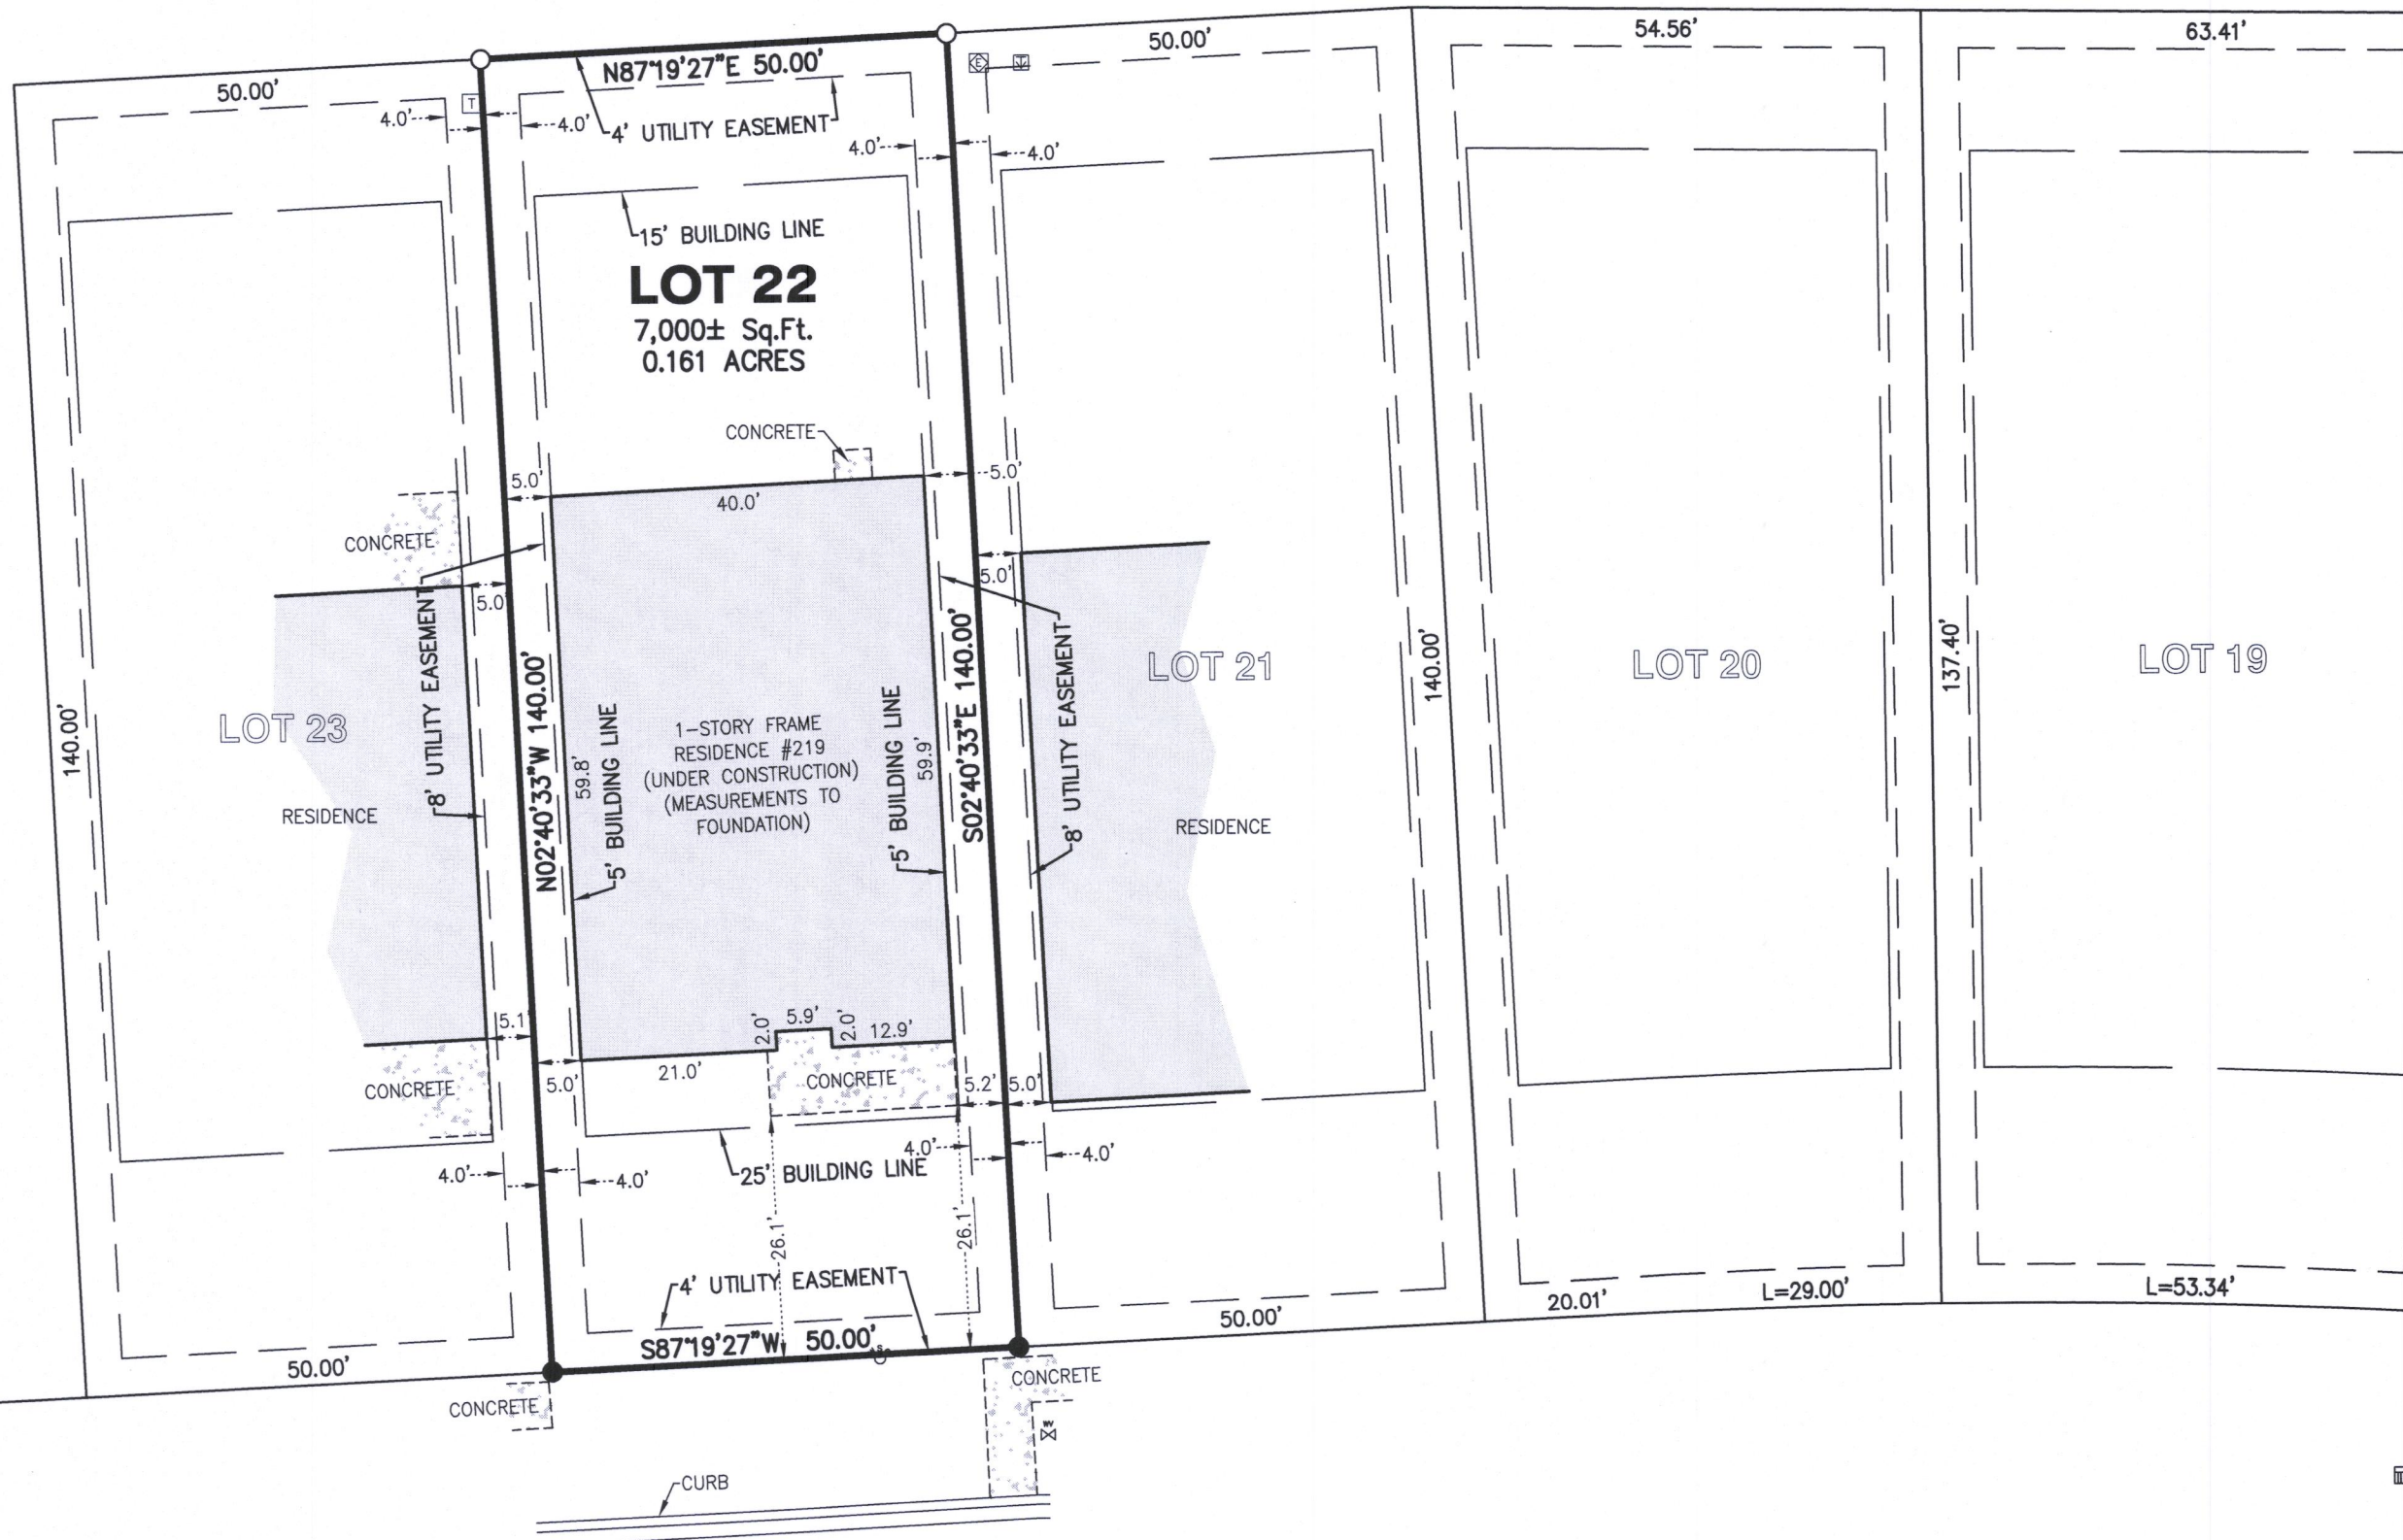 50.00'
N87°19'27"E 50.00'
50.00'
54.56'
63.41'
T
E
T
4.0'
4.0'
4' UTILITY EASEMENT
4.0'
4.0'
15' BUILDING LINE
LOT 22
7,000± Sq.Ft.
0.161 ACRES
CONCRETE
5.0'
40.0'
5.0'
CONCRETE
5.0'
5.0'
8' UTILITY EASEMENT
N02°40'33"W 140.00'
59.8'
5' BUILDING LINE
1-STORY FRAME
RESIDENCE #219
(UNDER CONSTRUCTION)
(MEASUREMENTS TO
FOUNDATION)
5' BUILDING LINE
59.9'
S02°40'33"E 140.00'
8' UTILITY EASEMENT
LOT 21
140.00'
LOT 20
137.40'
LOT 19
140.00'
LOT 23
RESIDENCE
RESIDENCE
5.1'
2.0'
5.9'
2.0'
12.9'
5.0'
21.0'
CONCRETE
5.2'
5.0'
CONCRETE
4.0'
4.0'
25' BUILDING LINE
4.0'
4.0'
26.1'
26.1'
4' UTILITY EASEMENT
S87°19'27"W 50.00'
S
50.00'
50.00'
20.01'
L=29.00'
L=53.34'
CONCRETE
CONCRETE
WV
CURB